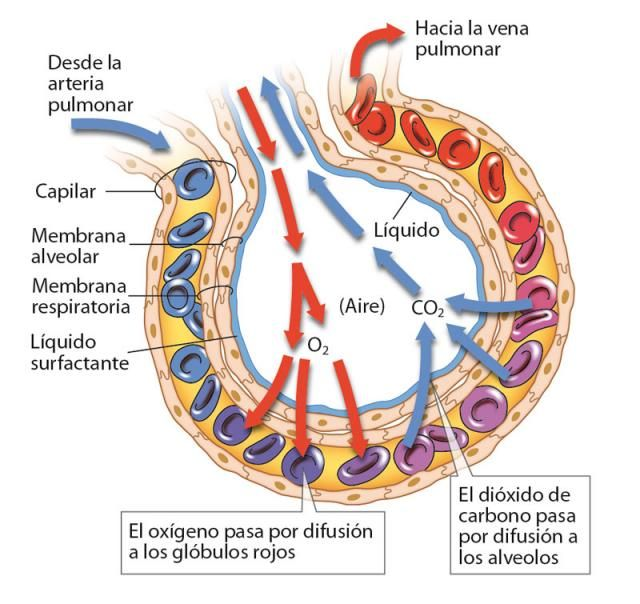 Hacia la vena
pulmonar
Desde la
arteria
pulmonar
Capilar
Membrana
alveolar
Membrana
respiratoria
Líquido
surfactante
Líquido
(Aire)
CO₂
O₂
El oxígeno pasa por difusión
a los glóbulos rojos
El dióxido de
carbono pasa
por difusión a
los alveolos